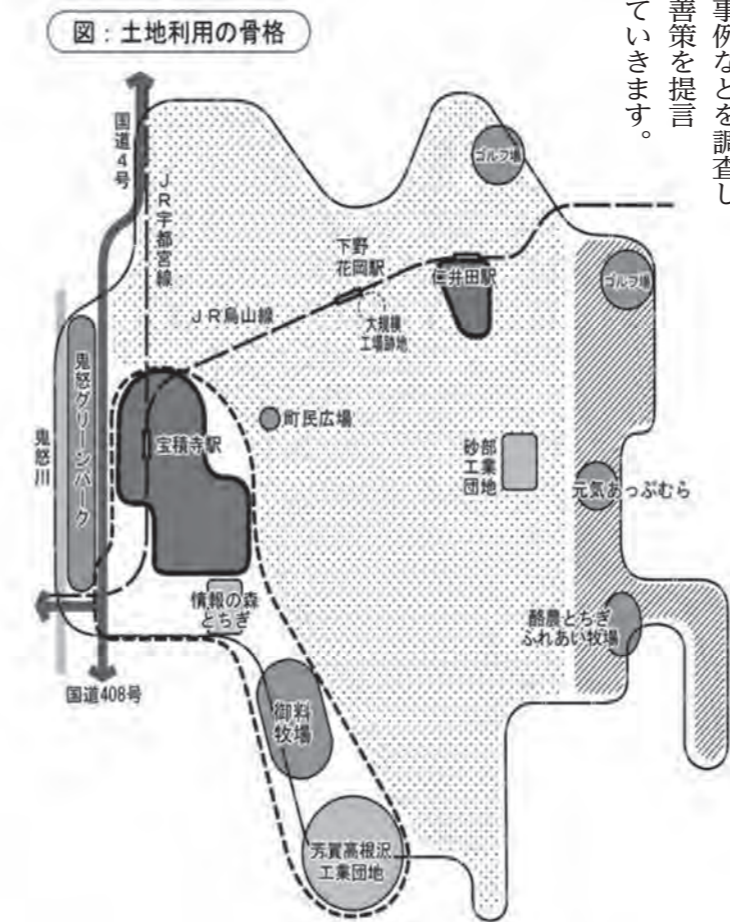 事例などを調査し
善策を提言
ていきます。
図：土地利用の骨格
国道4号
JR宇都宮線
ゴルフ場
下野
花岡駅
仁井田駅
ゴルフ場
JR烏山線
大規模
工場跡地
鬼怒グリーンパーク
鬼怒川
宝積寺駅
町民広場
砂部
工業
団地
元気あっぷむら
情報の森
とちぎ
酪農とちぎ
ふれあい牧場
国道408号
御料
牧場
芳賀高根沢
工業団地